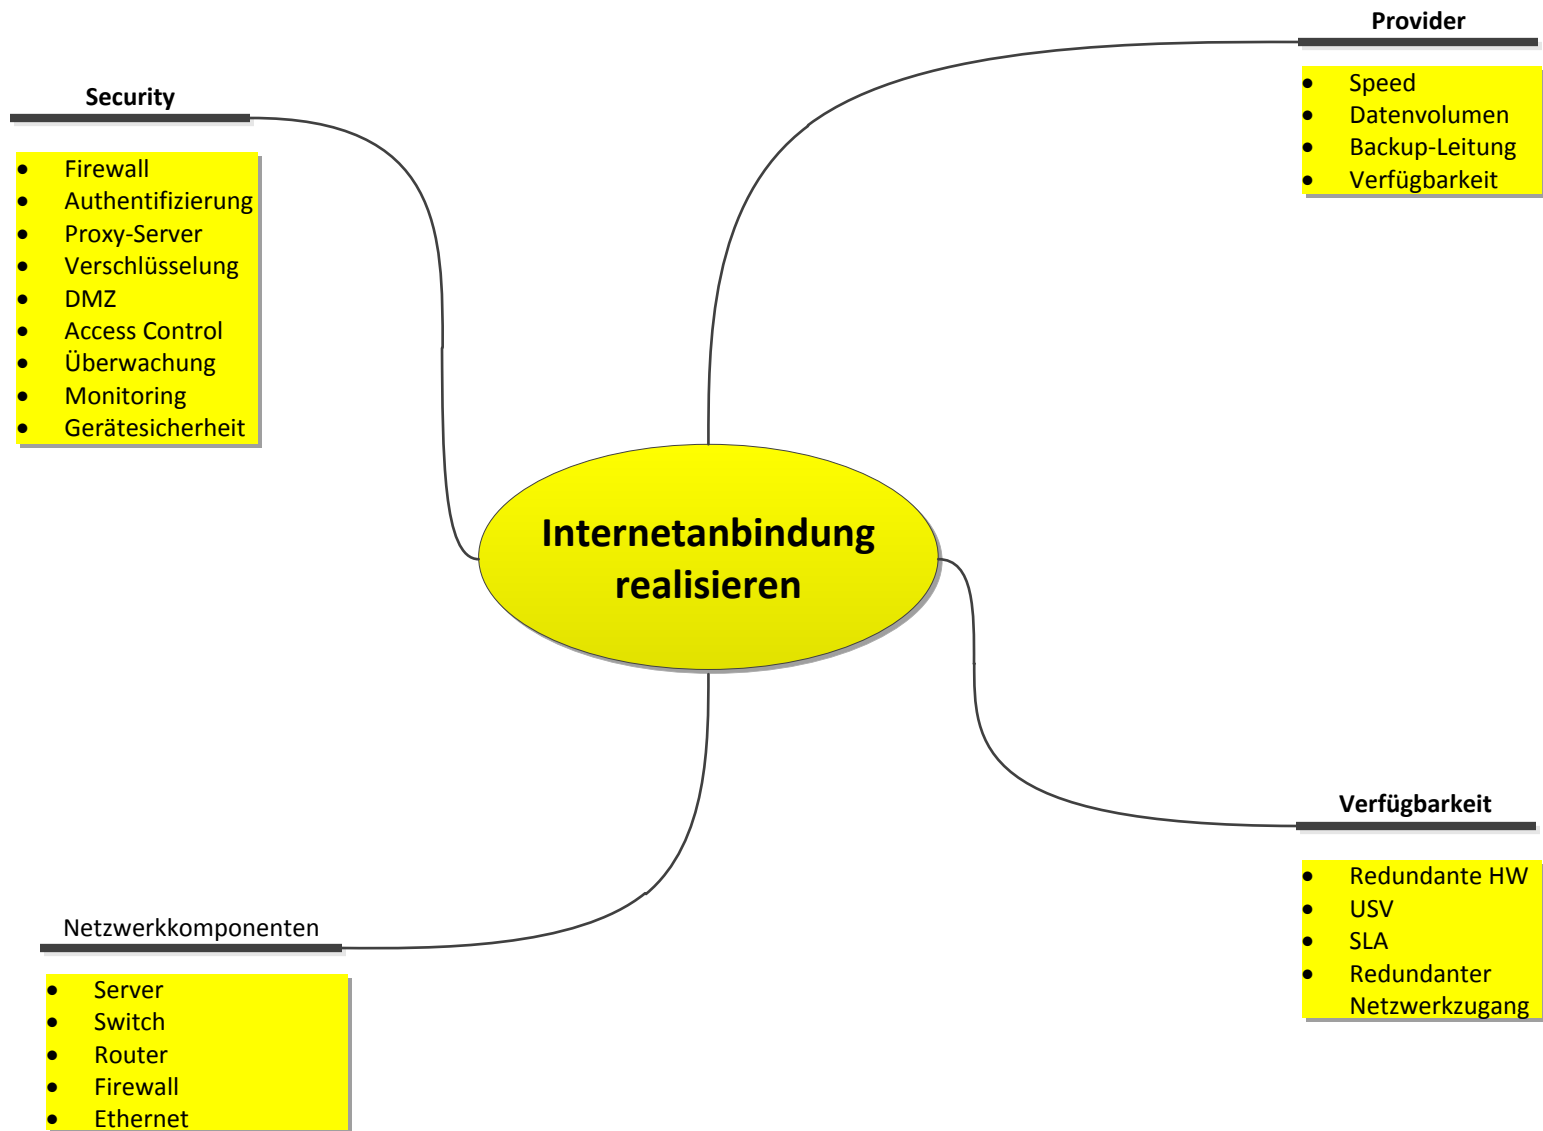 Provider
• Speed
• Datenvolumen
• Backup-Leitung
• Verfügbarkeit
Security
• Firewall
• Authentifizierung
• Proxy-Server
• Verschlüsselung
• DMZ
• Access Control
• Überwachung
• Monitoring
• Gerätesicherheit
Internetanbindung
realisieren
Verfügbarkeit
• Redundante HW
• USV
• SLA
• Redundanter
Netzwerkzugang
Netzwerkkomponenten
• Server
• Switch
• Router
• Firewall
• Ethernet